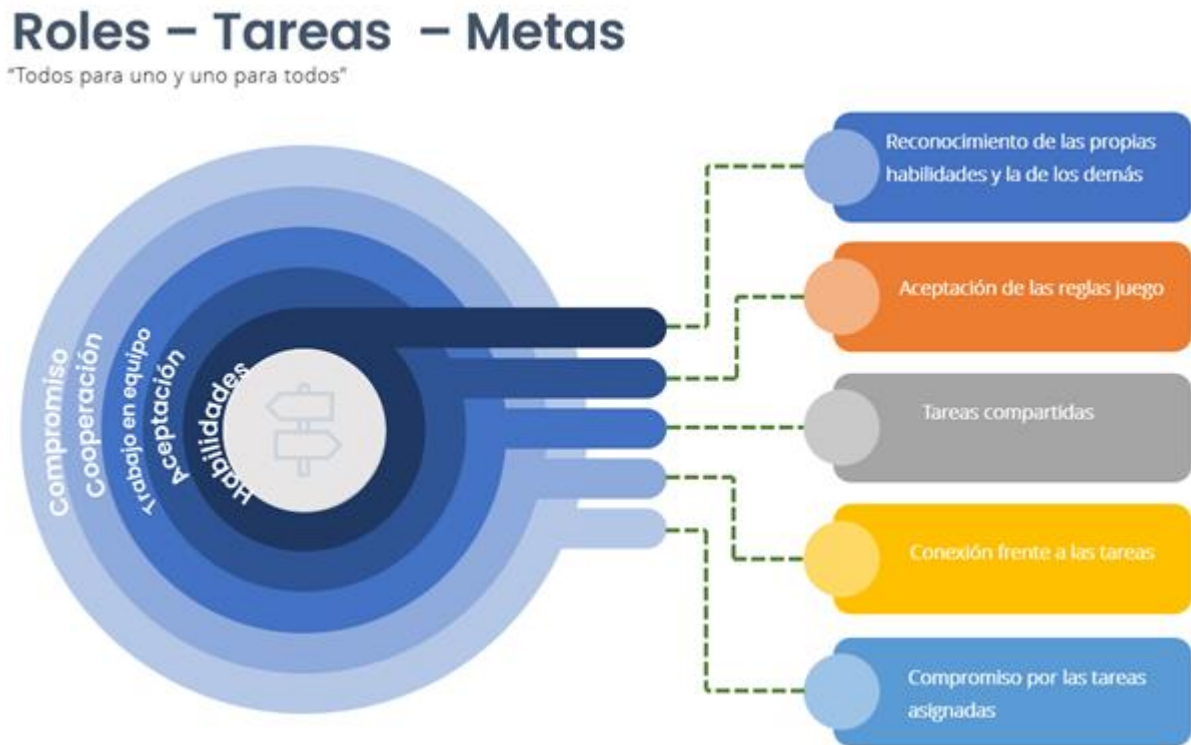 Roles – Tareas – Metas
"Todos para uno y uno para todos"
Compromiso
Cooperación
Trabajo en equipo
Aceptación
Habilidades
Reconocimiento de las propias
habilidades y la de los demás
Aceptación de las reglas juego
Tareas compartidas
Conexión frente a las tareas
Compromiso por las tareas
asignadas